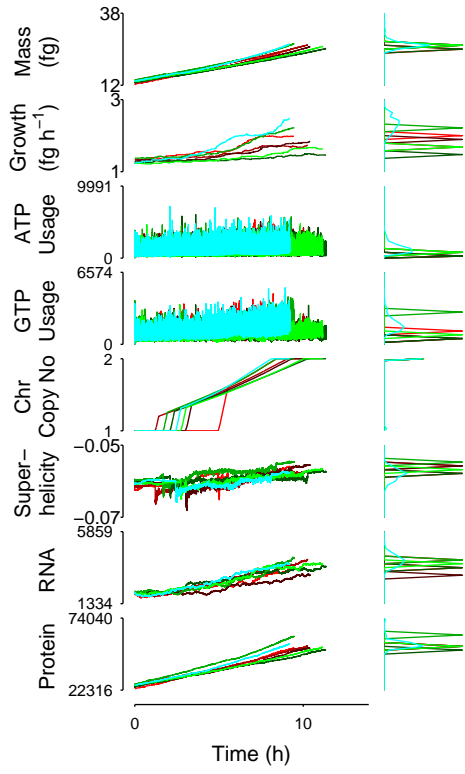 38
Mass
(fg)
12
3
Growth
(fg h⁻¹)
1
9991
ATP
Usage
0
6574
GTP
Usage
0
2
Chr
Copy No
1
−0.05
Super−
helicity
−0.07
5859
RNA
1334
74040
Protein
22316
0 10
Time (h)